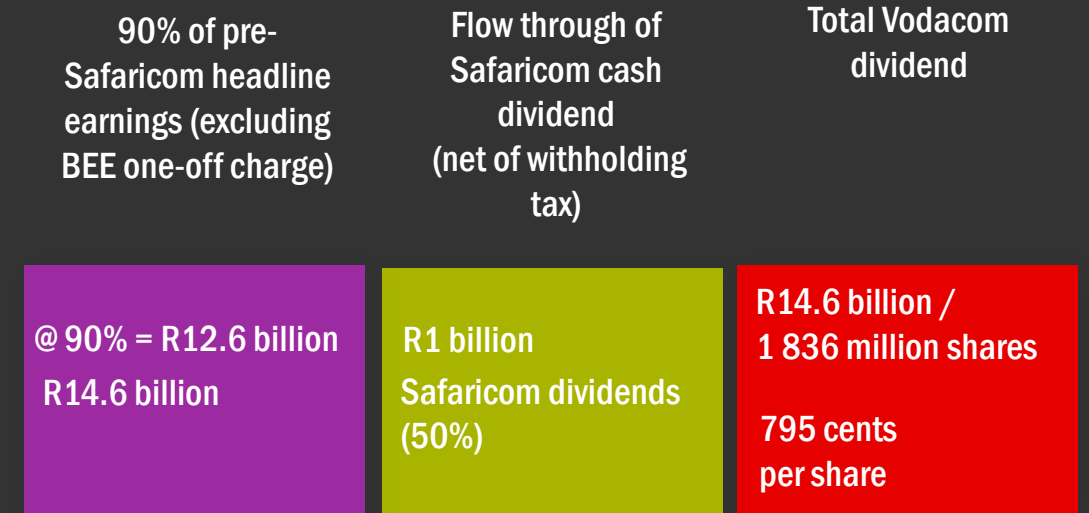 90% of pre-
Safaricom headline
earnings (excluding
BEE one-off charge)
Flow through of
Safaricom cash
dividend
(net of withholding
tax)
Total Vodacom
dividend
@ 90% = R12.6 billion
R14.6 billion
R1 billion
Safaricom dividends
(50%)
R14.6 billion /
1 836 million shares
795 cents
per share